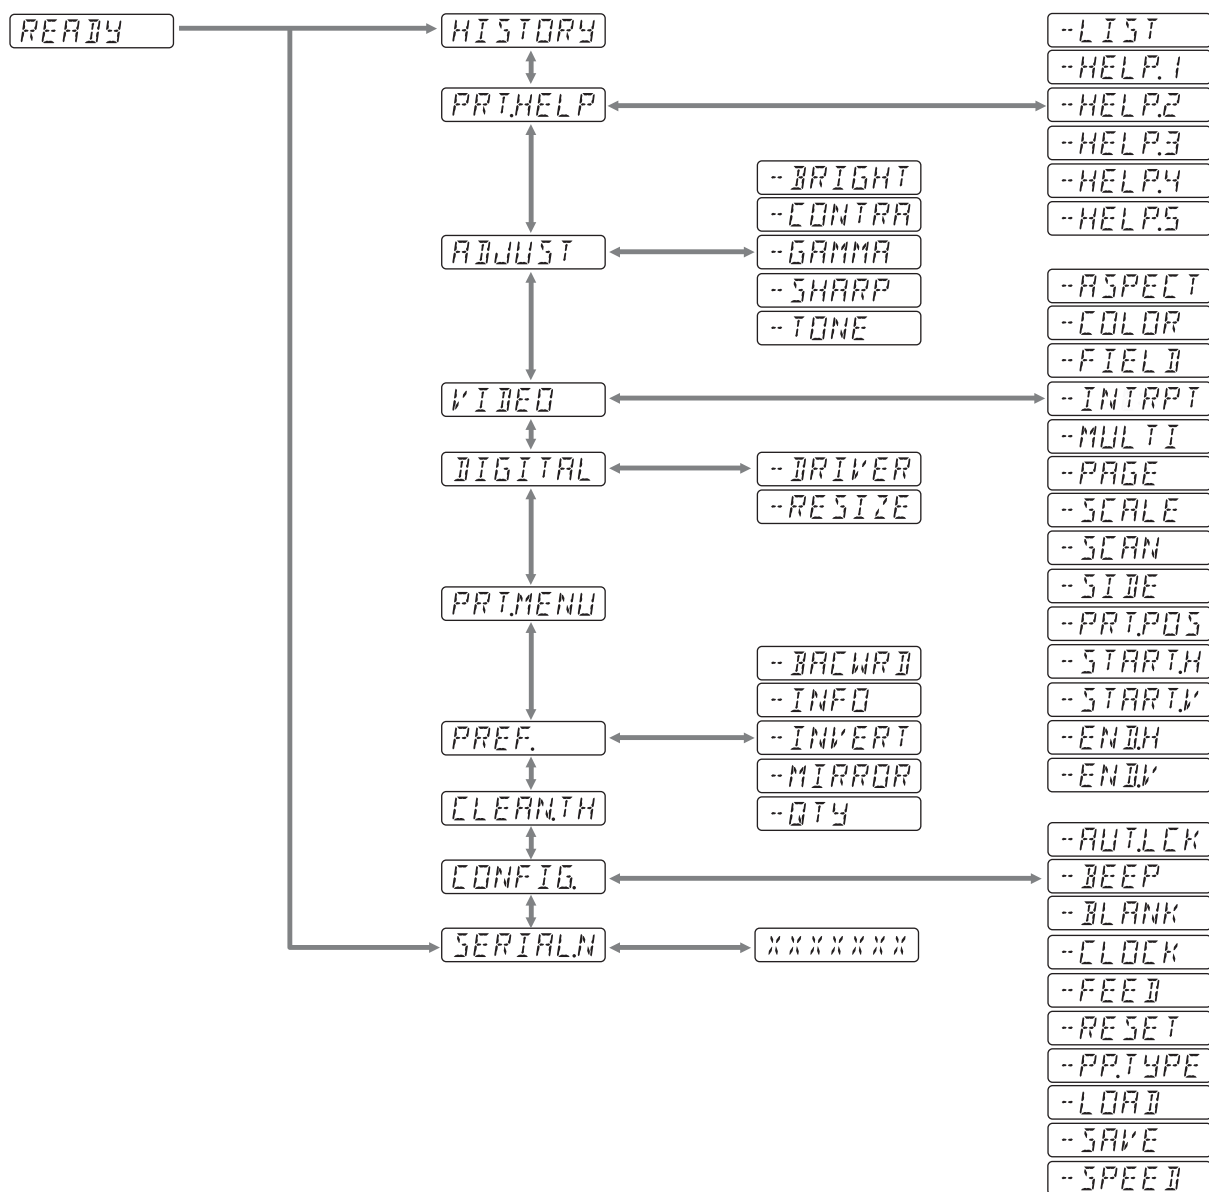 READY
HISTORY
PRT.HELP
ADJUST
VIDEO
DIGITAL
PRT.MENU
PREF.
CLEAN.TH
CONFIG.
SERIAL.N
--BRIGHT
--CONTRA
--GAMMA
--SHARP
--TONE
--DRIVER
--RESIZE
--BACWRD
--INFO
--INVERT
--MIRROR
--QTY
XXXXXXX
--LIST
--HELP.1
--HELP.2
--HELP.3
--HELP.4
--HELP.5
--ASPECT
--COLOR
--FIELD
--INTRPT
--MULTI
--PAGE
--SCALE
--SCAN
--SIDE
--PRT.POS
--START.H
--START.V
--END.H
--END.V
--AUT.LCK
--BEEP
--BLANK
--CLOCK
--FEED
--RESET
--PP.TYPE
--LOAD
--SAVE
--SPEED